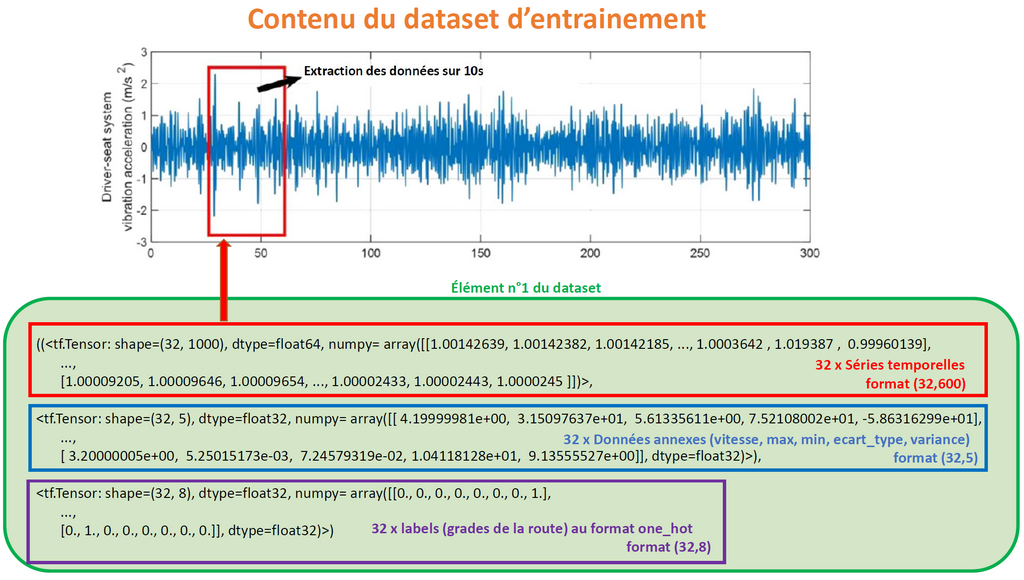 Contenu du dataset d’entrainement
Extraction des données sur 10s
Driver-seat system
vibration acceleration (m/s ²)
3
2
1
0
-1
-2
-3
0 50 100 150 200 250 300
Élément n°1 du dataset
((<tf.Tensor: shape=(32, 1000), dtype=float64, numpy= array([[1.00142639, 1.00142382, 1.00142185, ..., 1.0003642 , 1.019387 , 0.99960139],
...,
[1.00009205, 1.00009646, 1.00009654, ..., 1.00002433, 1.00002443, 1.0000245 ]])>,
32 x Séries temporelles
format (32,600)
<tf.Tensor: shape=(32, 5), dtype=float32, numpy= array([[ 4.19999981e+00, 3.15097637e+01, 5.61335611e+00, 7.52108002e+01, -5.86316299e+01],
...,
[ 3.20000005e+00, 5.25015173e-03, 7.24579319e-02, 1.04118128e+01, 9.13555527e+00]], dtype=float32)>),
32 x Données annexes (vitesse, max, min, ecart_type, variance)
format (32,5)
<tf.Tensor: shape=(32, 8), dtype=float32, numpy= array([[0., 0., 0., 0., 0., 0., 0., 1.],
...,
[0., 1., 0., 0., 0., 0., 0., 0.]], dtype=float32)>)
32 x labels (grades de la route) au format one_hot
format (32,8)